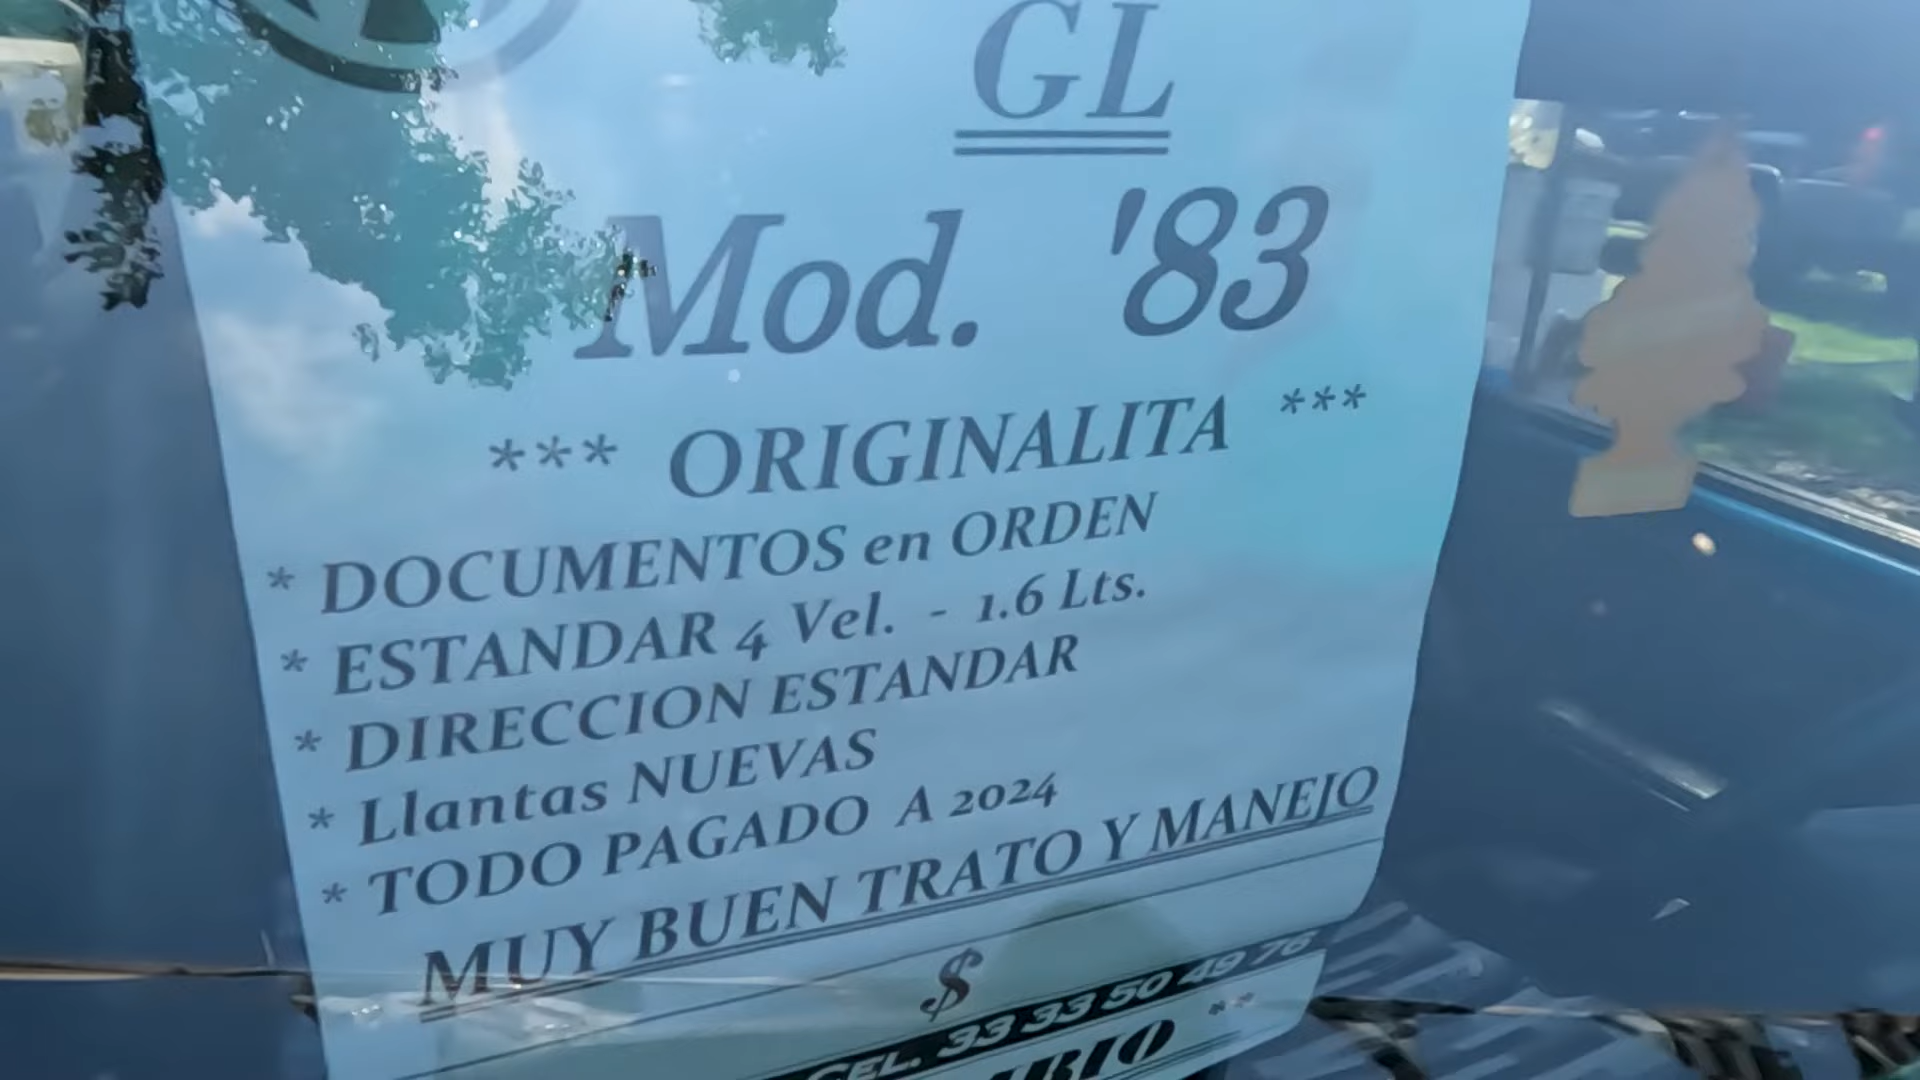 GL
Mod. '83
*** ORIGINALITA ***
* DOCUMENTOS en ORDEN
* ESTANDAR 4 Vel. - 1.6 Lts.
* DIRECCION ESTANDAR
* Llantas NUEVAS
* TODO PAGADO A 2024
MUY BUEN TRATO Y MANEJO
$
CEL. 33 33 50 49 76
**